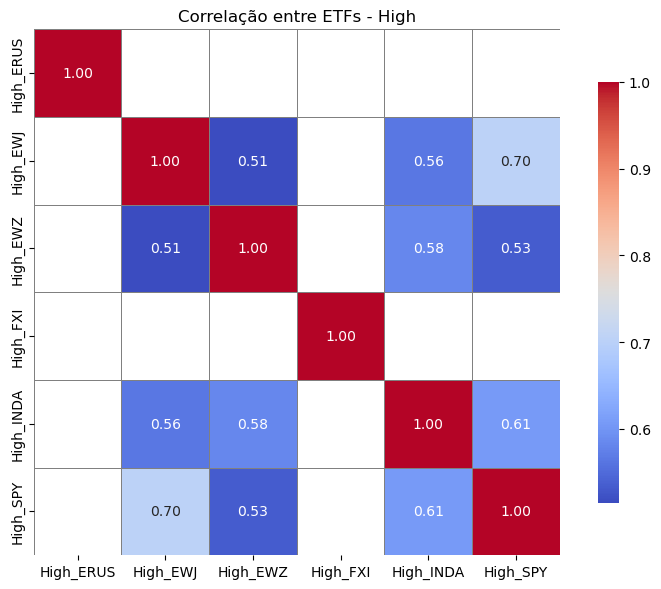 Correlação entre ETFs - High
High_ERUS
1.00
High_EWJ
1.00 0.51 0.56 0.70
High_EWZ
0.51 1.00 0.58 0.53
High_FXI
1.00
High_INDA
0.56 0.58 1.00 0.61
High_SPY
0.70 0.53 0.61 1.00
High_ERUS High_EWJ High_EWZ High_FXI High_INDA High_SPY
1.0
0.9
0.8
0.7
0.6